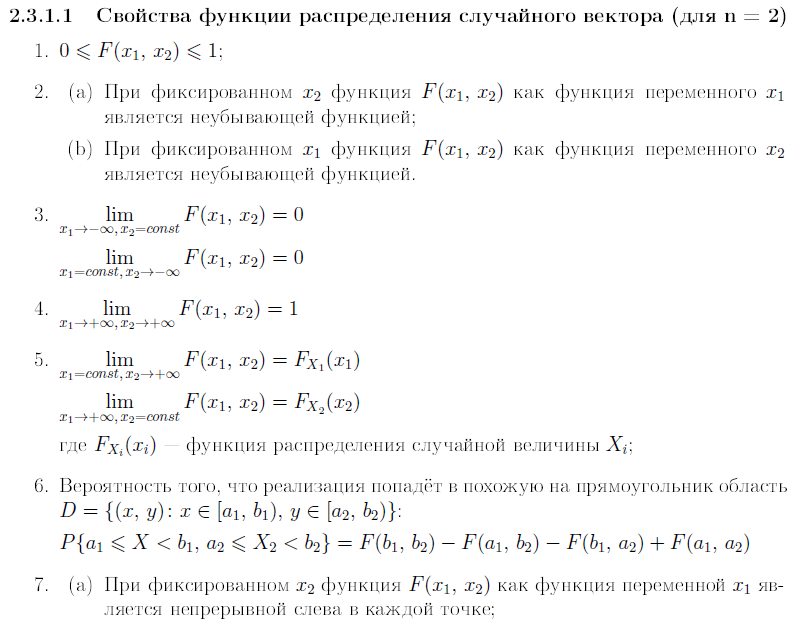 2.3.1.1 Свойства функции распределения случайного вектора (для n = 2)
1. 0 ⩽ F(x₁, x₂) ⩽ 1;
2. (a) При фиксированном x₂ функция F(x₁, x₂) как функция переменного x₁
является неубывающей функцией;
(b) При фиксированном x₁ функция F(x₁, x₂) как функция переменного x₂
является неубывающей функцией.
3. lim F(x₁, x₂) = 0
x₁→−∞, x₂=const
lim F(x₁, x₂) = 0
x₁=const, x₂→−∞
4. lim F(x₁, x₂) = 1
x₁→+∞, x₂→+∞
5. lim F(x₁, x₂) = F_{X₁}(x₁)
x₁=const, x₂→+∞
lim F(x₁, x₂) = F_{X₂}(x₂)
x₁→+∞, x₂=const
где F_{Xᵢ}(xᵢ) — функция распределения случайной величины Xᵢ;
6. Вероятность того, что реализация попадёт в похожую на прямоугольник область
D = {(x, y): x ∈ [a₁, b₁), y ∈ [a₂, b₂)}:
P{a₁ ⩽ X < b₁, a₂ ⩽ X₂ < b₂} = F(b₁, b₂) − F(a₁, b₂) − F(b₁, a₂) + F(a₁, a₂)
7. (a) При фиксированном x₂ функция F(x₁, x₂) как функция переменной x₁ яв-
ляется непрерывной слева в каждой точке;